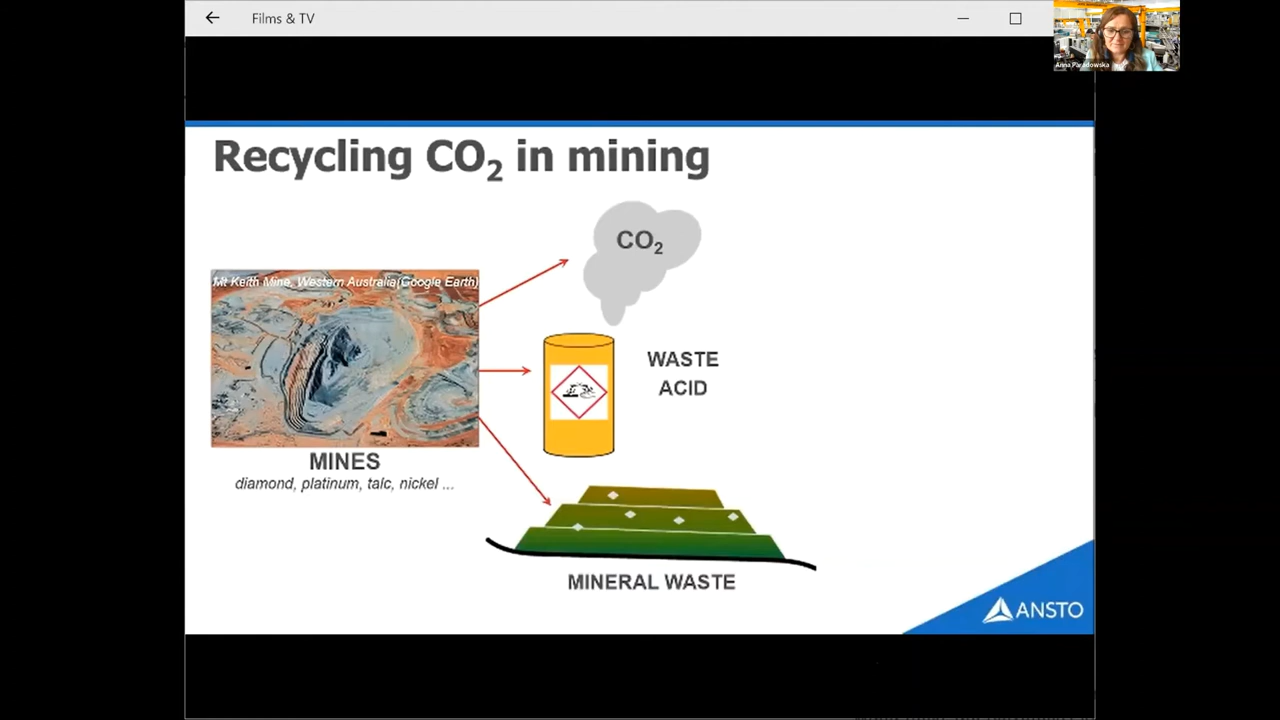 Films & TV
Anna Paradowska
Recycling CO₂ in mining
CO₂
Mt Keith Mine, Western Australia(Google Earth)
WASTE
ACID
MINES
diamond, platinum, talc, nickel ...
MINERAL WASTE
ANSTO